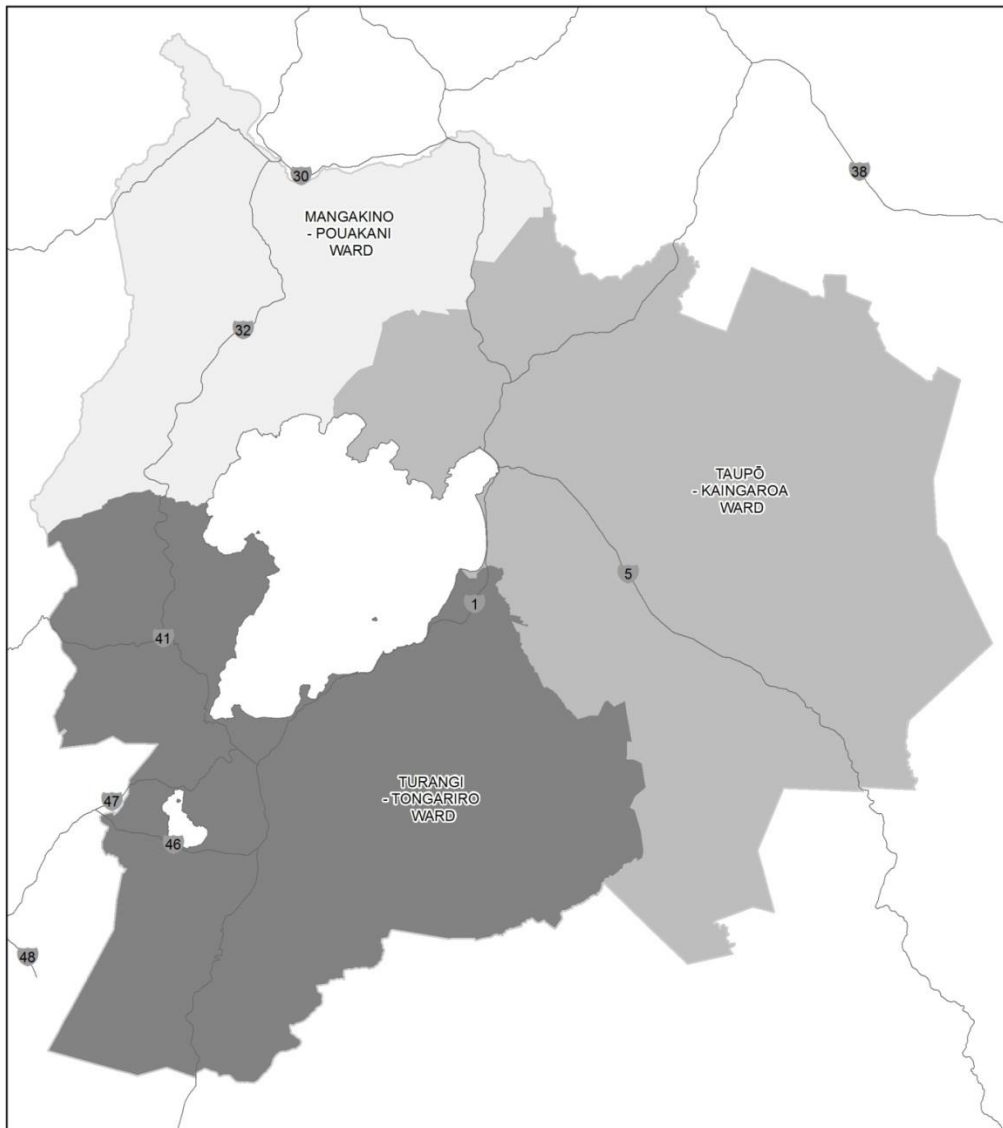 30
38
MANGAKINO
- POUAKANI
WARD
32
TAUPŌ
- KAINGAROA
WARD
5
1
41
TURANGI
- TONGARIRO
WARD
47
46
48